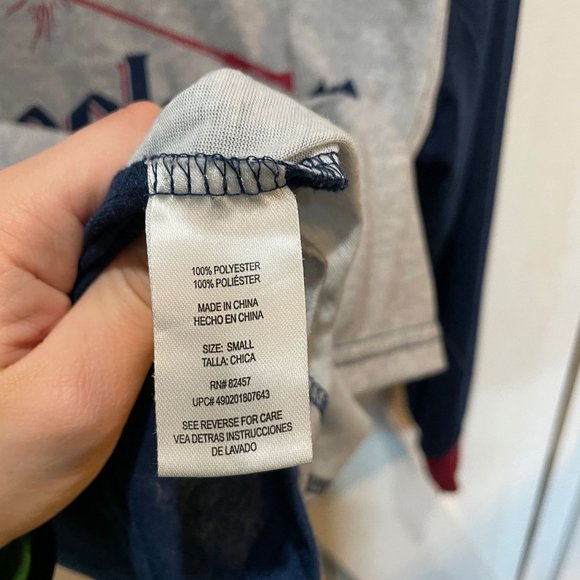 100% POLYESTER
100% POLIÉSTER
MADE IN CHINA
HECHO EN CHINA
SIZE: SMALL
TALLA: CHICA
RN# 82457
UPC# 490201807643
SEE REVERSE FOR CARE
VEA DETRAS INSTRUCCIONES
DE LAVADO